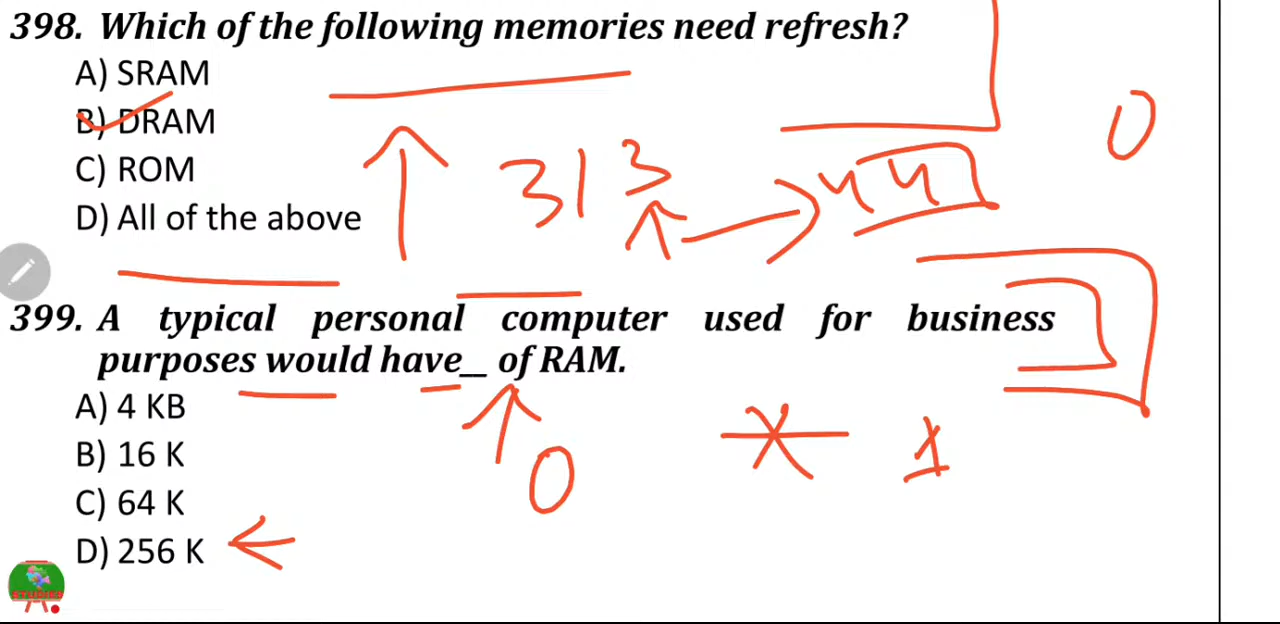 398. Which of the following memories need refresh?
A) SRAM
B) DRAM
C) ROM
D) All of the above
313
44
0
399. A typical personal computer used for business
purposes would have__ of RAM.
A) 4 KB
B) 16 K
C) 64 K
D) 256 K
0
1
STUDIES